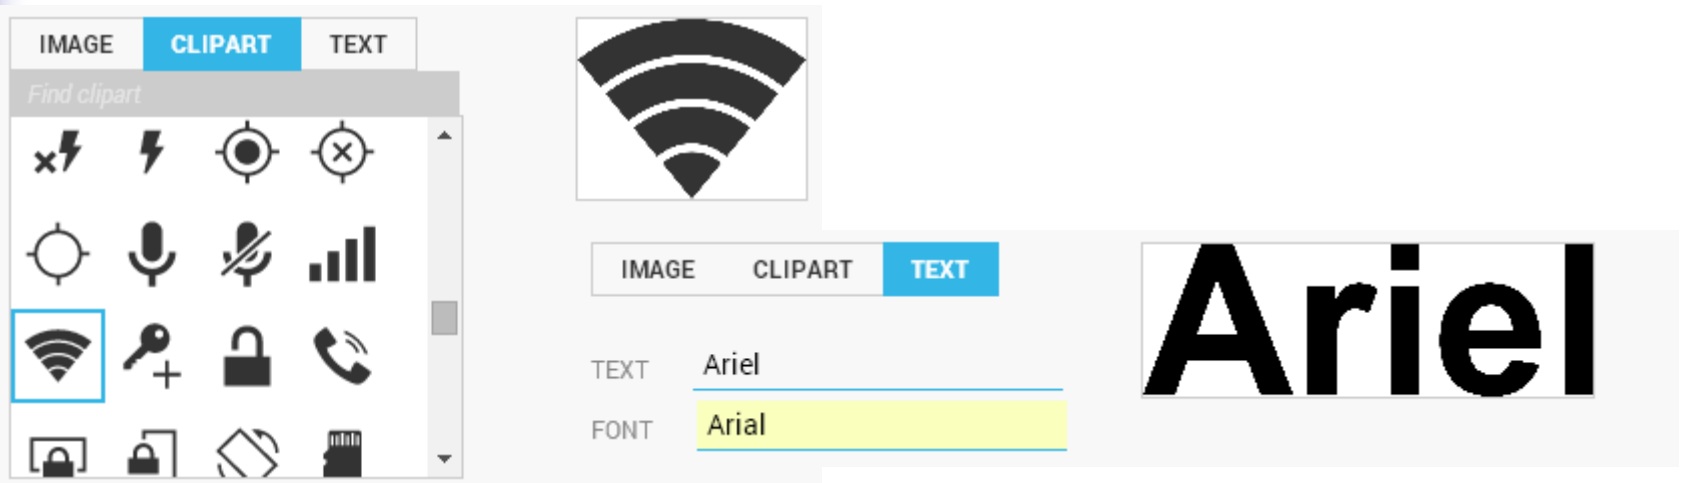 IMAGE CLIPART TEXT
Find clipart
IMAGE CLIPART TEXT
TEXT Ariel
FONT Arial
Ariel